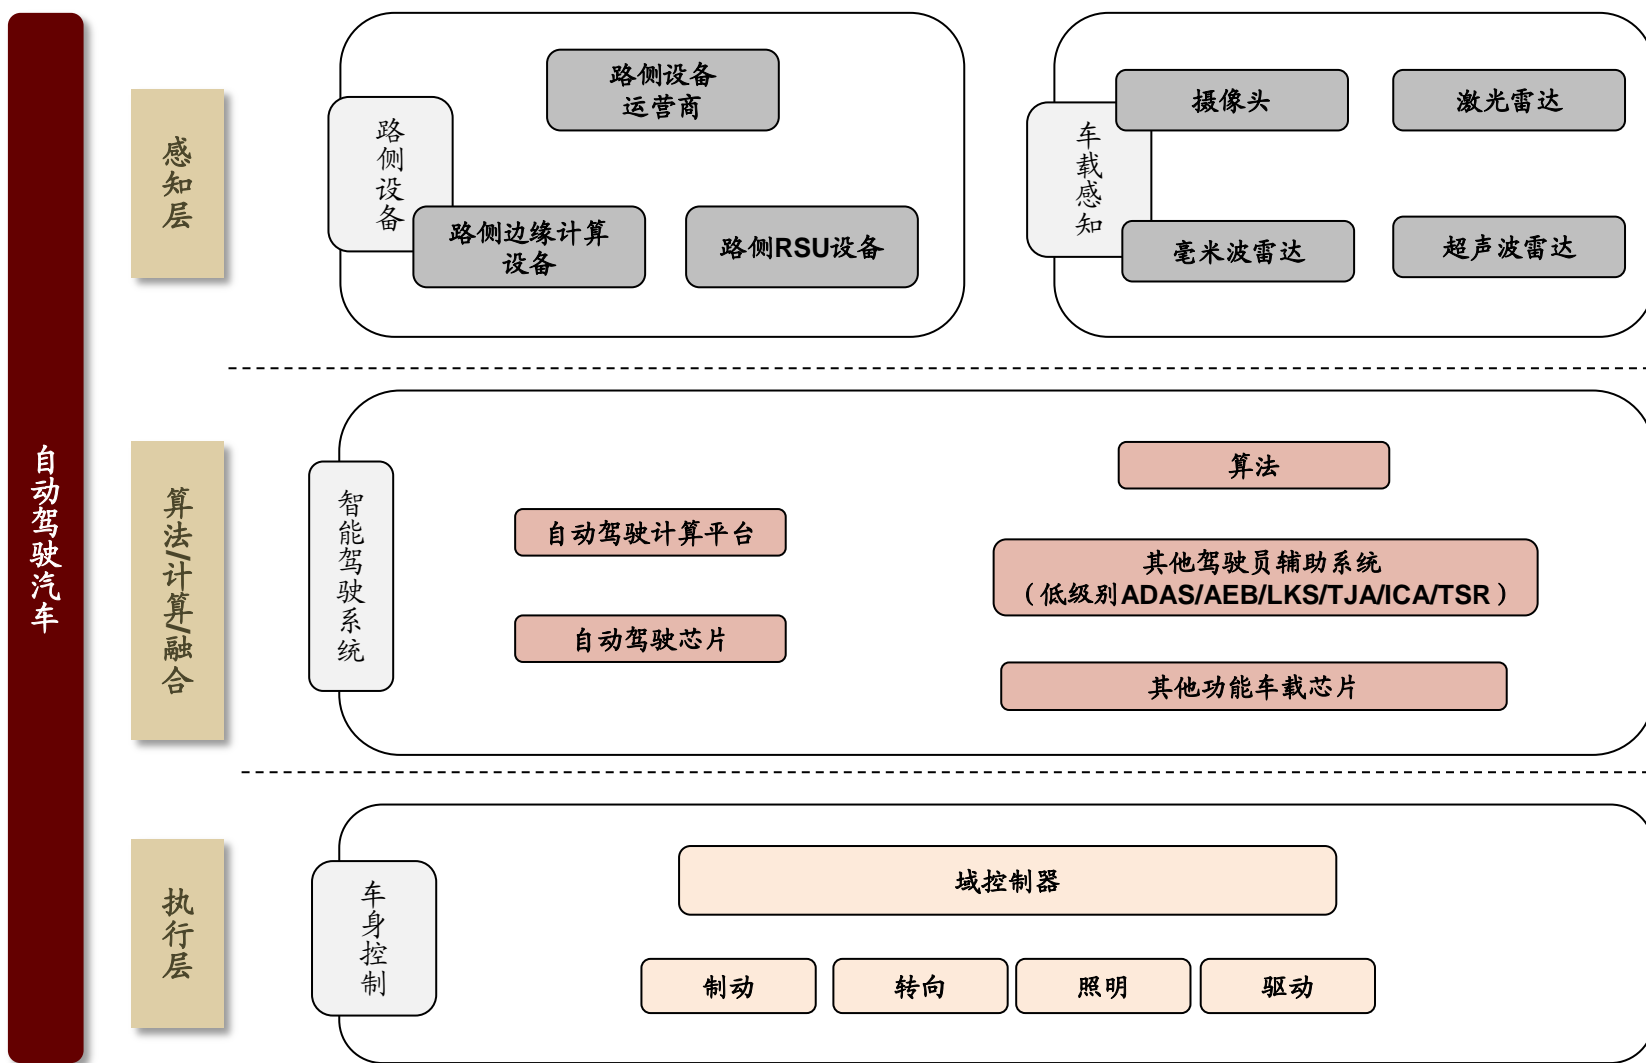 自动驾驶汽车
感知层
路侧设备
路侧设备
运营商
路侧边缘计算
设备
路侧RSU设备
车载感知
摄像头
激光雷达
毫米波雷达
超声波雷达
算法/计算/融合
智能驾驶系统
自动驾驶计算平台
自动驾驶芯片
算法
其他驾驶员辅助系统
（低级别ADAS/AEB/LKS/TJA/ICA/TSR）
其他功能车载芯片
执行层
车身控制
域控制器
制动
转向
照明
驱动